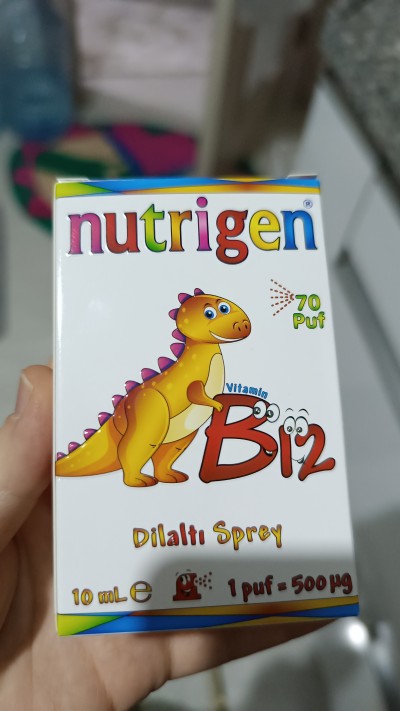 nutrigen®
70
Puf
Vitamin
B12
Dilaltı Sprey
10 mL e 1 puf = 500 µg